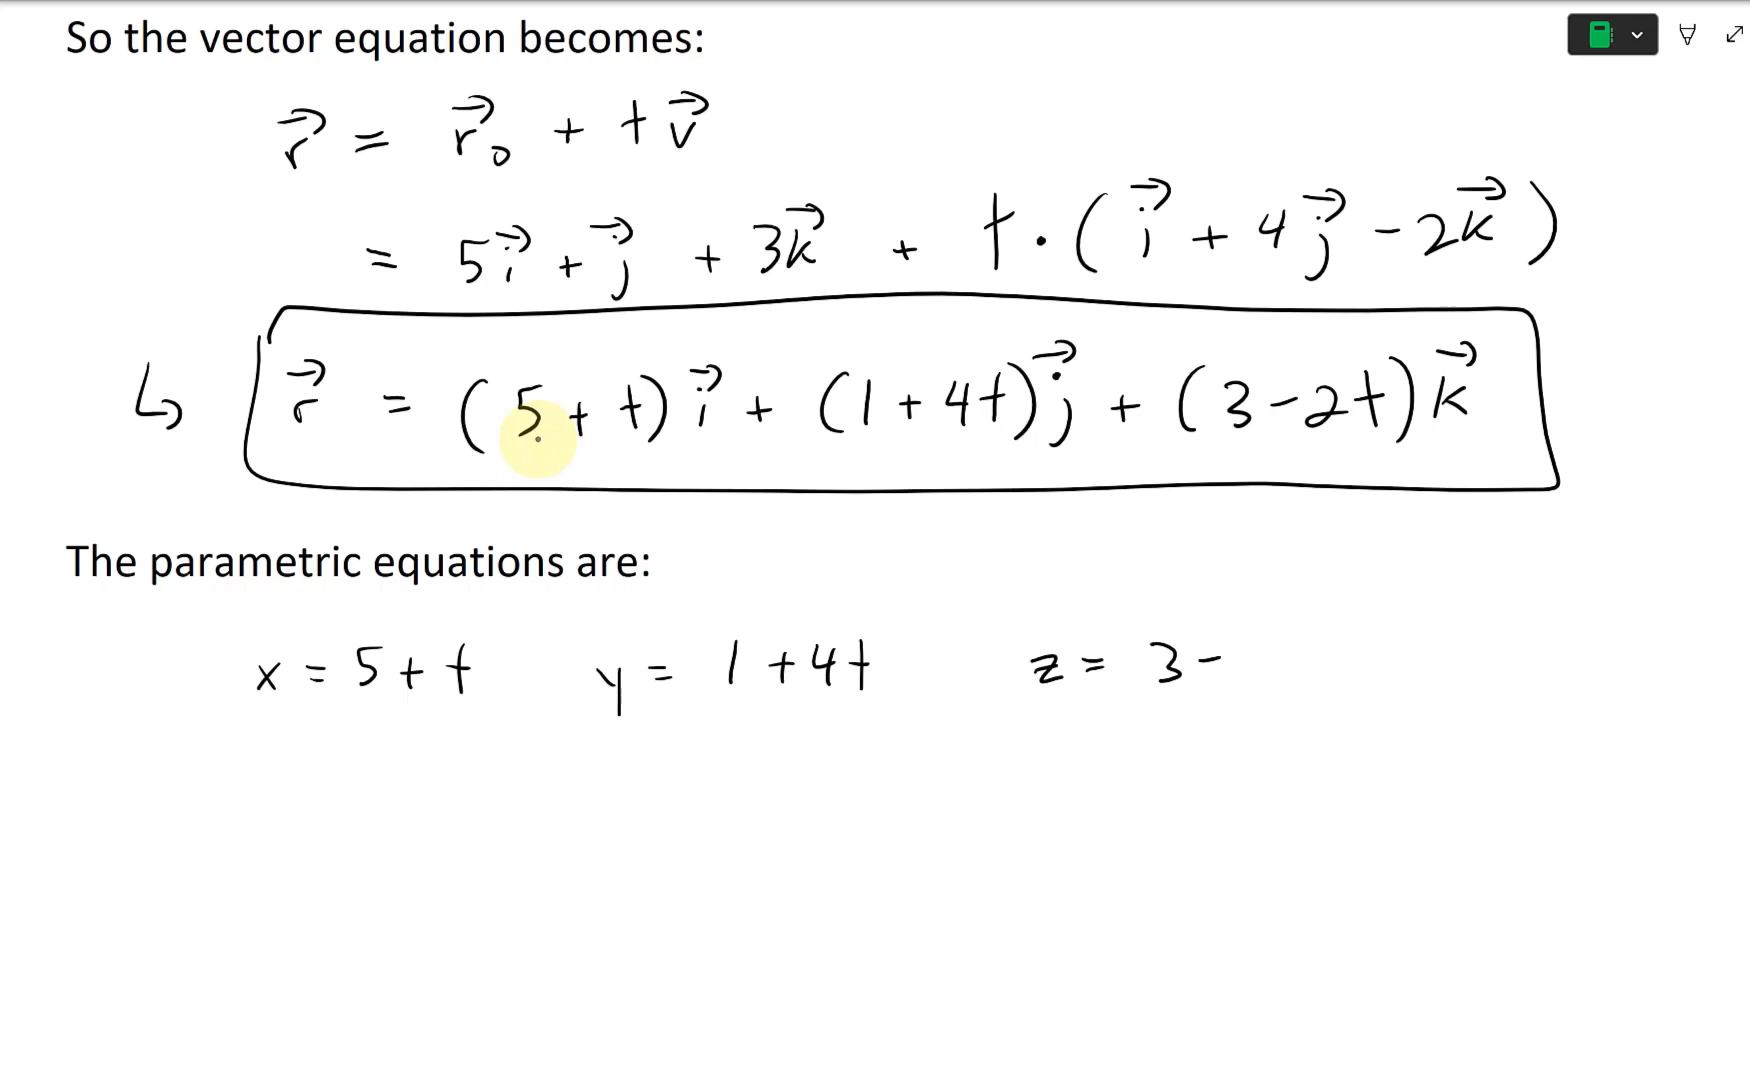 So the vector equation becomes:
r⃗ = r⃗₀ + t v⃗
= 5i⃗ + j⃗ + 3k⃗ + t · (i⃗ + 4j⃗ - 2k⃗)
↳ r⃗ = (5 + t) i⃗ + (1 + 4t) j⃗ + (3 - 2t) k⃗
The parametric equations are:
x = 5 + t y = 1 + 4t z = 3 -